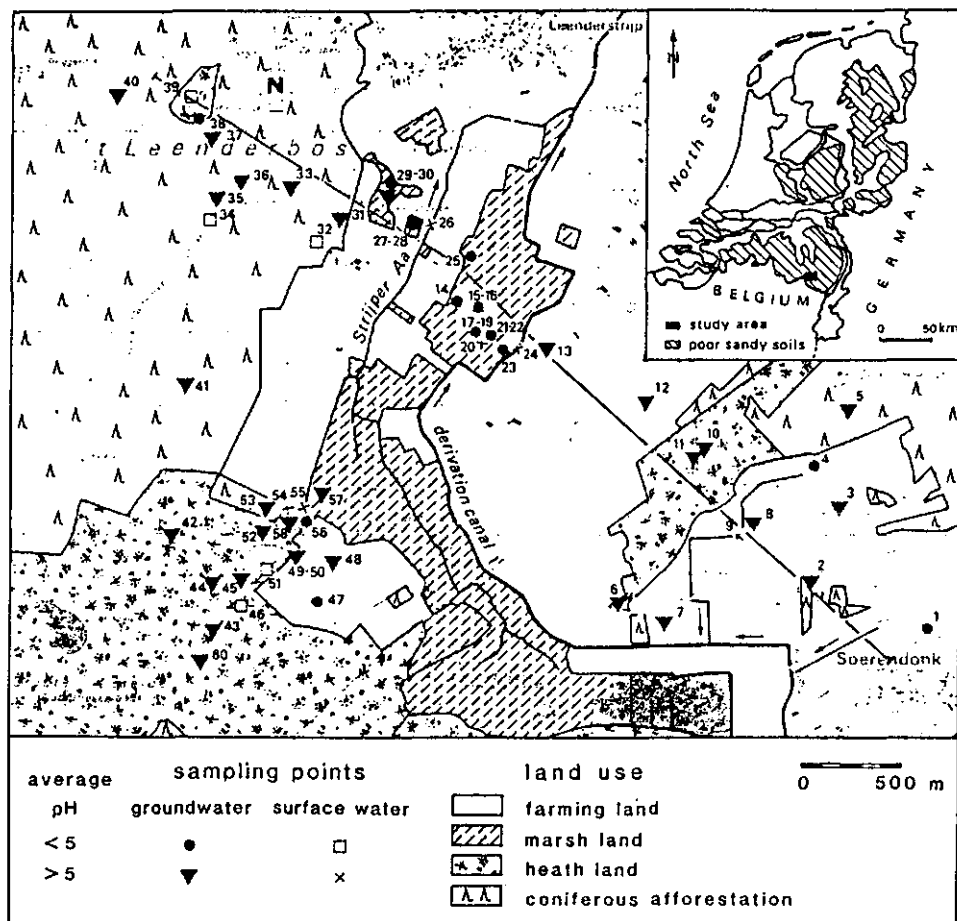 Leenderstrijp
N
40
39
38
37
't Leenderbos
36
33
35
34
32
31
29-30
26
27-28
25
Strijper Aa
14
15-16
17-19
21-22
20
24
23
13
41
12
5
derivation canal
11
10
4
3
9
8
2
6
7
1
Soerendonk
53
54
55
57
42
52
58
56
49-50
48
44
45
51
46
47
43
60
N
North Sea
GERMANY
BELGIUM
study area
poor sandy soils
0 50km
average pH
sampling points
groundwater
surface water
< 5
> 5
land use
farming land
marsh land
heath land
coniferous afforestation
0 500 m